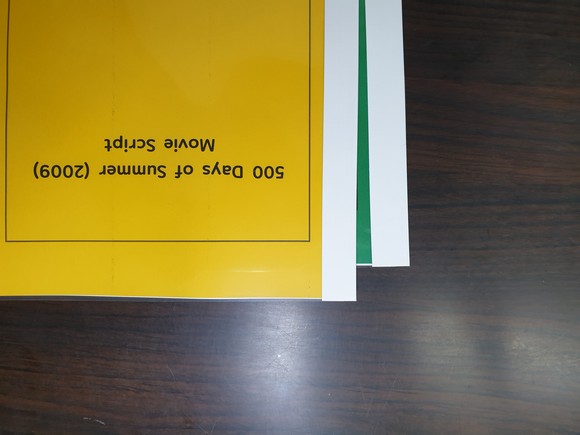 500 Days of Summer (2009)
Movie Script